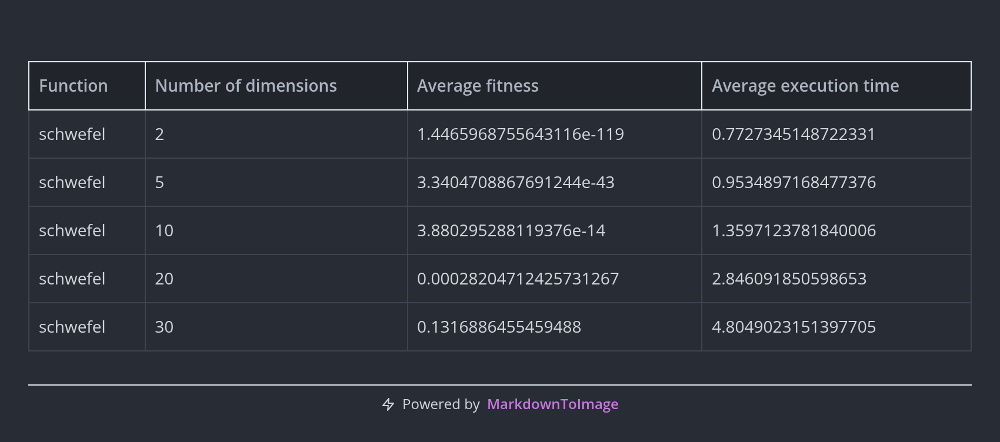 Function Number of dimensions Average fitness Average execution time
schwefel 2 1.4465968755643116e-119 0.7727345148722331
schwefel 5 3.3404708867691244e-43 0.9534897168477376
schwefel 10 3.880295288119376e-14 1.3597123781840006
schwefel 20 0.00028204712425731267 2.846091850598653
schwefel 30 0.1316886455459488 4.8049023151397705
Powered by MarkdownToImage